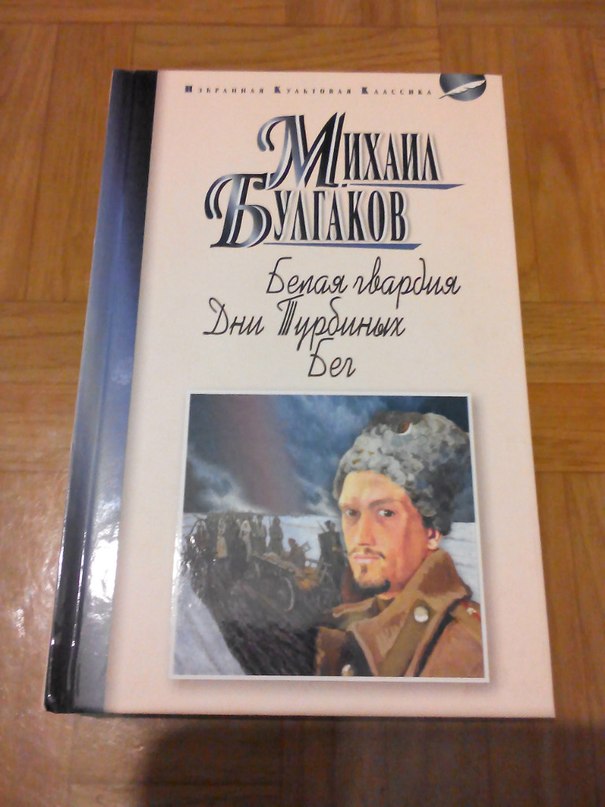 Избранная Культовая Классика
Михаил
Булгаков
Белая гвардия
Дни Турбиных
Бег